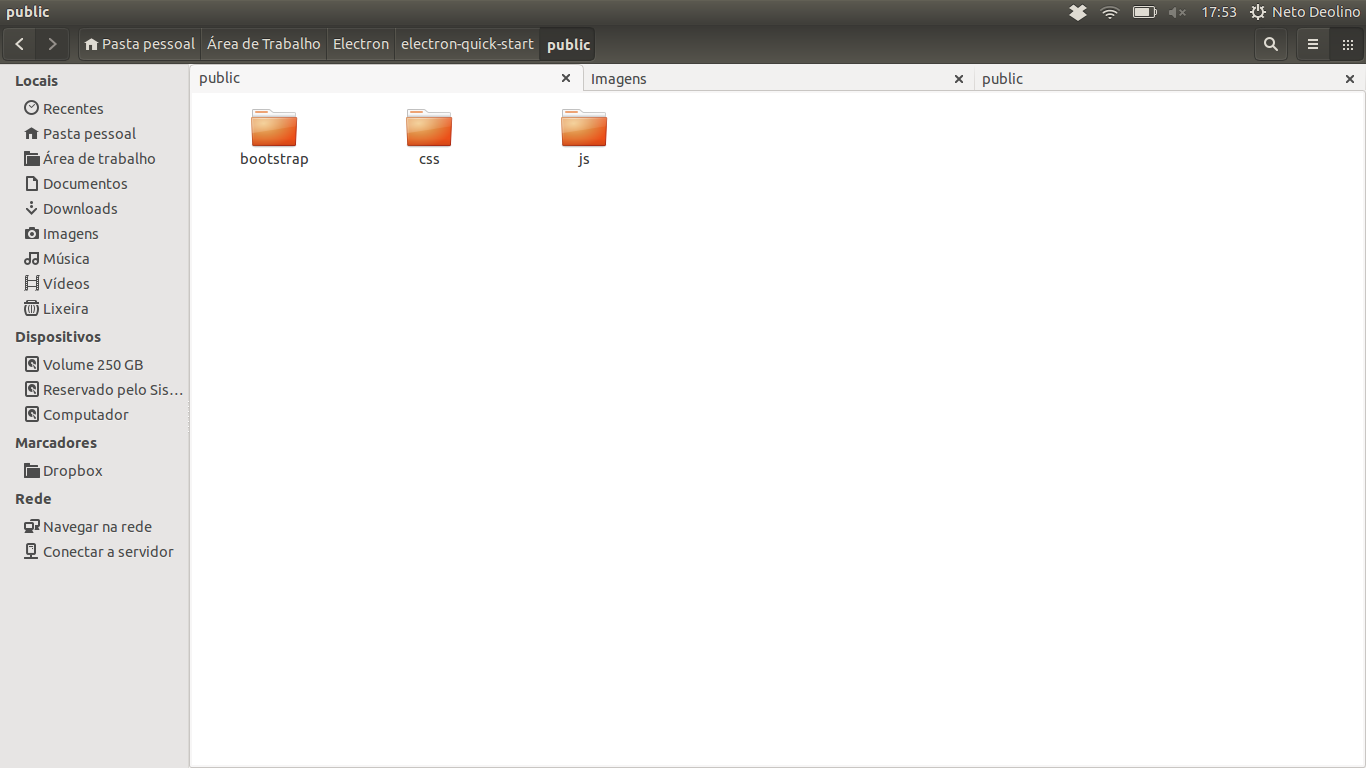 public
17:53 Neto Deolino
Pasta pessoal Área de Trabalho Electron electron-quick-start public
Locais
Recentes
Pasta pessoal
Área de trabalho
Documentos
Downloads
Imagens
Música
Vídeos
Lixeira
Dispositivos
Volume 250 GB
Reservado pelo Sis...
Computador
Marcadores
Dropbox
Rede
Navegar na rede
Conectar a servidor
public Imagens public
bootstrap css js